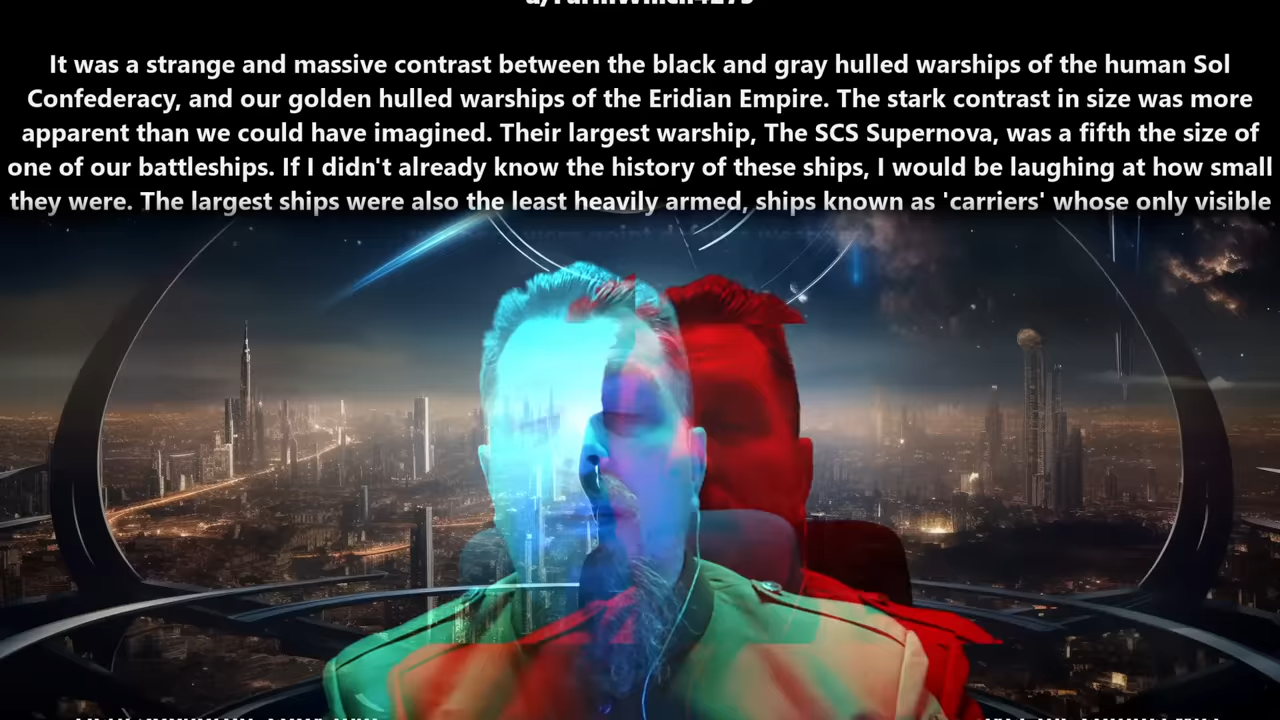 It was a strange and massive contrast between the black and gray hulled warships of the human Sol
Confederacy, and our golden hulled warships of the Eridian Empire. The stark contrast in size was more
apparent than we could have imagined. Their largest warship, The SCS Supernova, was a fifth the size of
one of our battleships. If I didn't already know the history of these ships, I would be laughing at how small
they were. The largest ships were also the least heavily armed, ships known as 'carriers' whose only visible